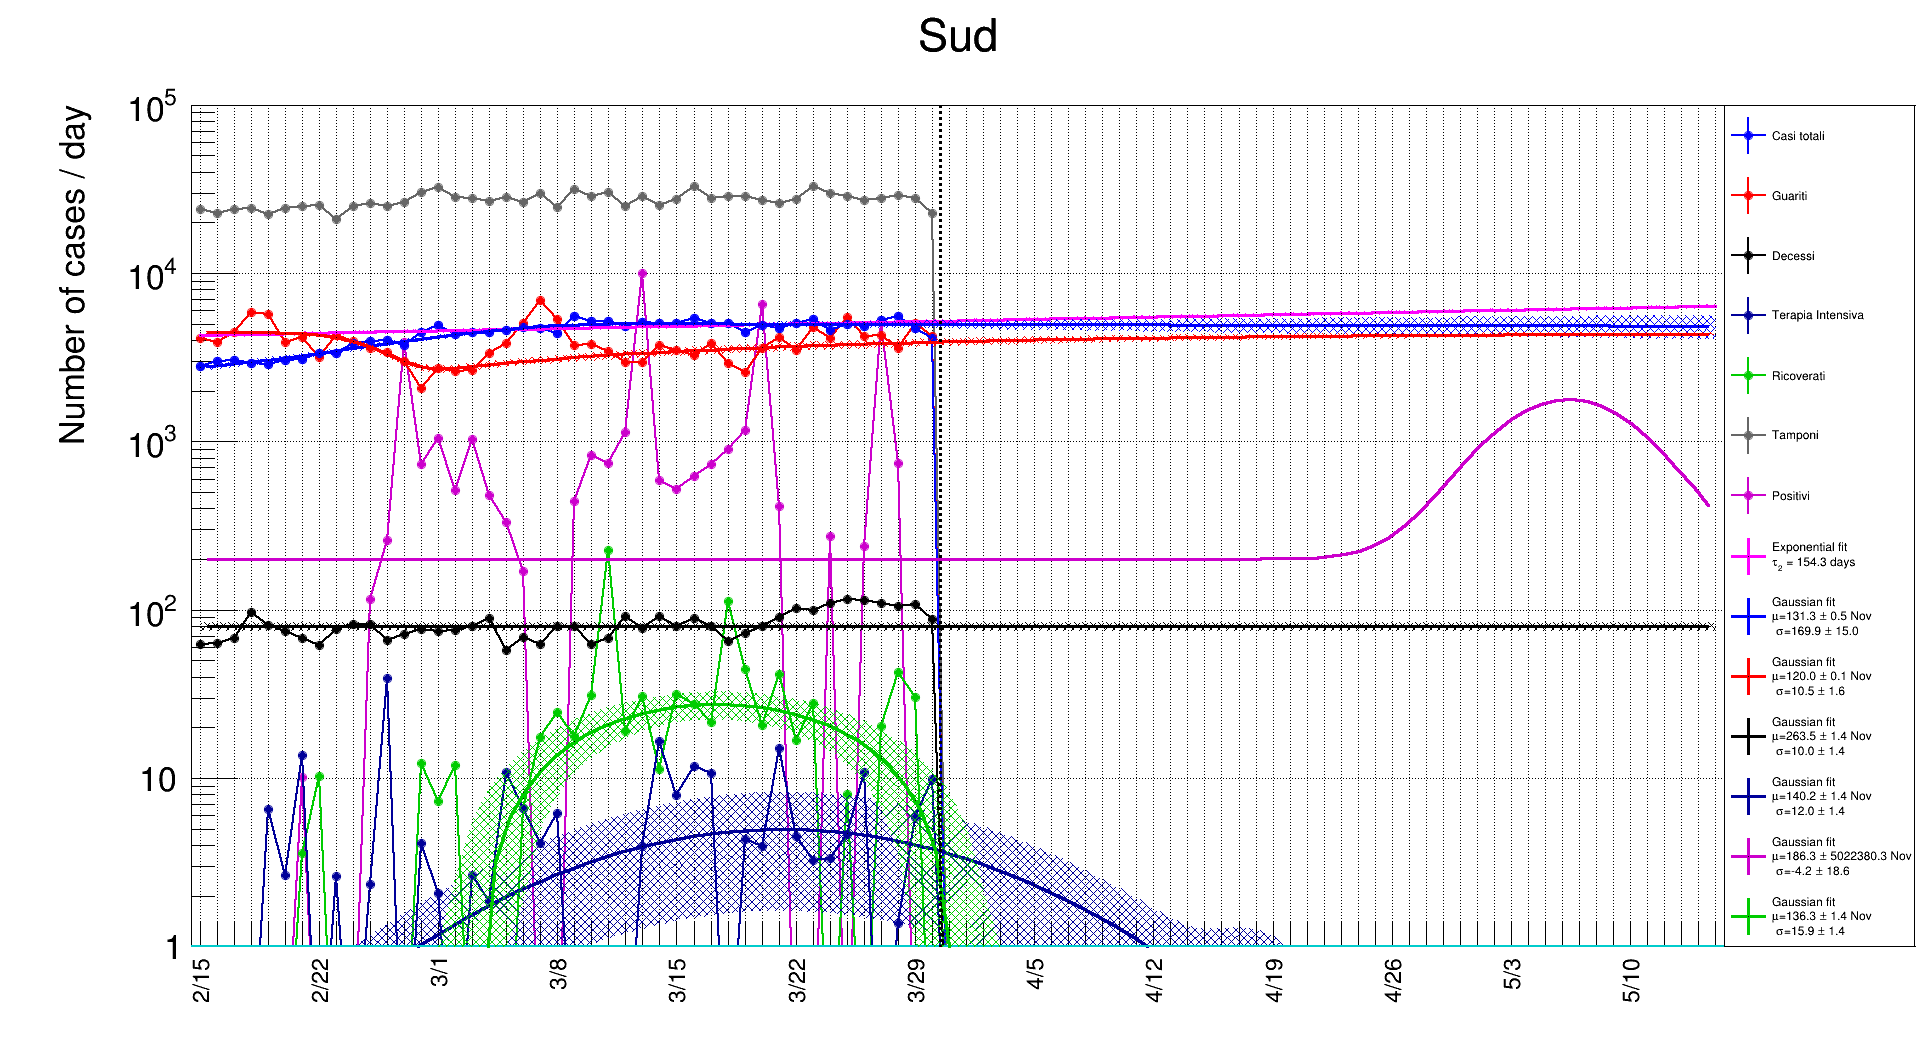 Sud
Number of cases / day
10^5
10^4
10^3
10^2
10
1
2/15 2/22 3/1 3/8 3/15 3/22 3/29 4/5 4/12 4/19 4/26 5/3 5/10
Casi totali
Guariti
Decessi
Terapia Intensiva
Ricoverati
Tamponi
Positivi
Exponential fit
τ_2 = 154.3 days
Gaussian fit
μ=131.3 ± 0.5 Nov
σ=169.9 ± 15.0
Gaussian fit
μ=120.0 ± 0.1 Nov
σ=10.5 ± 1.6
Gaussian fit
μ=263.5 ± 1.4 Nov
σ=10.0 ± 1.4
Gaussian fit
μ=140.2 ± 1.4 Nov
σ=12.0 ± 1.4
Gaussian fit
μ=186.3 ± 5022380.3 Nov
σ=-4.2 ± 18.6
Gaussian fit
μ=136.3 ± 1.4 Nov
σ=15.9 ± 1.4